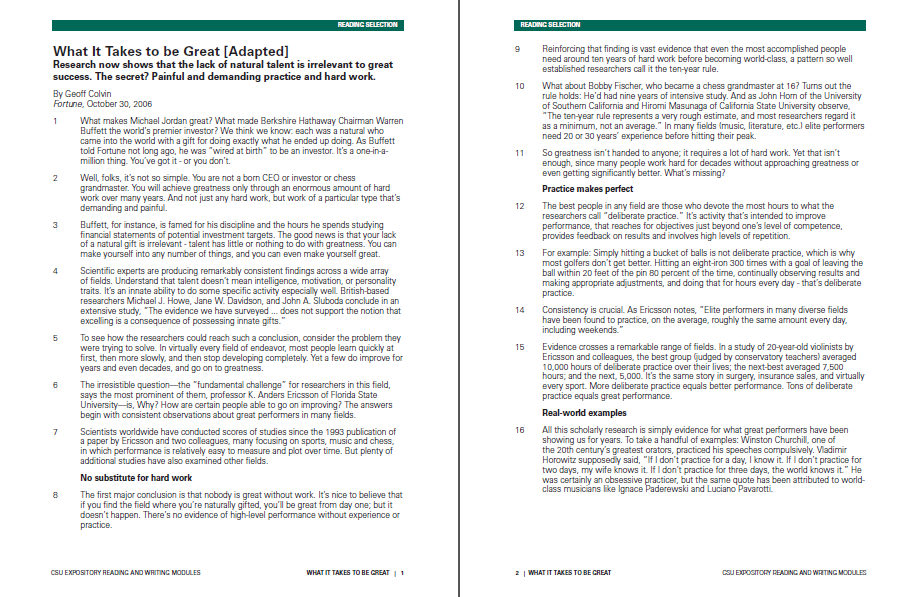 READING SELECTION
What It Takes to be Great [Adapted]
Research now shows that the lack of natural talent is irrelevant to great
success. The secret? Painful and demanding practice and hard work.
By Geoff Colvin
Fortune, October 30, 2006
1 What makes Michael Jordan great? What made Berkshire Hathaway Chairman Warren
Buffett the world's premier investor? We think we know: each was a natural who
came into the world with a gift for doing exactly what he ended up doing. As Buffett
told Fortune not long ago, he was "wired at birth" to be an investor. It's a one-in-a-
million thing. You've got it - or you don't.
2 Well, folks, it's not so simple. You are not a born CEO or investor or chess
grandmaster. You will achieve greatness only through an enormous amount of hard
work over many years. And not just any hard work, but work of a particular type that's
demanding and painful.
3 Buffett, for instance, is famed for his discipline and the hours he spends studying
financial statements of potential investment targets. The good news is that your lack
of a natural gift is irrelevant - talent has little or nothing to do with greatness. You can
make yourself into any number of things, and you can even make yourself great.
4 Scientific experts are producing remarkably consistent findings across a wide array
of fields. Understand that talent doesn't mean intelligence, motivation, or personality
traits. It's an innate ability to do some specific activity especially well. British-based
researchers Michael J. Howe, Jane W. Davidson, and John A. Sluboda conclude in an
extensive study, "The evidence we have surveyed ... does not support the notion that
excelling is a consequence of possessing innate gifts."
5 To see how the researchers could reach such a conclusion, consider the problem they
were trying to solve. In virtually every field of endeavor, most people learn quickly at
first, then more slowly, and then stop developing completely. Yet a few do improve for
years and even decades, and go on to greatness.
6 The irresistible question—the "fundamental challenge" for researchers in this field,
says the most prominent of them, professor K. Anders Ericsson of Florida State
University—is, Why? How are certain people able to go on improving? The answers
begin with consistent observations about great performers in many fields.
7 Scientists worldwide have conducted scores of studies since the 1993 publication of
a paper by Ericsson and two colleagues, many focusing on sports, music and chess,
in which performance is relatively easy to measure and plot over time. But plenty of
additional studies have also examined other fields.
No substitute for hard work
8 The first major conclusion is that nobody is great without work. It's nice to believe that
if you find the field where you're naturally gifted, you'll be great from day one; but it
doesn't happen. There's no evidence of high-level performance without experience or
practice.
CSU EXPOSITORY READING AND WRITING MODULES WHAT IT TAKES TO BE GREAT | 1
READING SELECTION
9 Reinforcing that finding is vast evidence that even the most accomplished people
need around ten years of hard work before becoming world-class, a pattern so well
established researchers call it the ten-year rule.
10 What about Bobby Fischer, who became a chess grandmaster at 16? Turns out the
rule holds: He'd had nine years of intensive study. And as John Horn of the University
of Southern California and Hiromi Masunaga of California State University observe,
"The ten-year rule represents a very rough estimate, and most researchers regard it
as a minimum, not an average." In many fields (music, literature, etc.) elite performers
need 20 or 30 years' experience before hitting their peak.
11 So greatness isn't handed to anyone; it requires a lot of hard work. Yet that isn't
enough, since many people work hard for decades without approaching greatness or
even getting significantly better. What's missing?
Practice makes perfect
12 The best people in any field are those who devote the most hours to what the
researchers call "deliberate practice." It's activity that's intended to improve
performance, that reaches for objectives just beyond one's level of competence,
provides feedback on results and involves high levels of repetition.
13 For example: Simply hitting a bucket of balls is not deliberate practice, which is why
most golfers don't get better. Hitting an eight-iron 300 times with a goal of leaving the
ball within 20 feet of the pin 80 percent of the time, continually observing results and
making appropriate adjustments, and doing that for hours every day - that's deliberate
practice.
14 Consistency is crucial. As Ericsson notes, "Elite performers in many diverse fields
have been found to practice, on the average, roughly the same amount every day,
including weekends."
15 Evidence crosses a remarkable range of fields. In a study of 20-year-old violinists by
Ericsson and colleagues, the best group (judged by conservatory teachers) averaged
10,000 hours of deliberate practice over their lives; the next-best averaged 7,500
hours; and the next, 5,000. It's the same story in surgery, insurance sales, and virtually
every sport. More deliberate practice equals better performance. Tons of deliberate
practice equals great performance.
Real-world examples
16 All this scholarly research is simply evidence for what great performers have been
showing us for years. To take a handful of examples: Winston Churchill, one of
the 20th century's greatest orators, practiced his speeches compulsively. Vladimir
Horowitz supposedly said, "If I don't practice for a day, I know it. If I don't practice for
two days, my wife knows it. If I don't practice for three days, the world knows it." He
was certainly an obsessive practicer, but the same quote has been attributed to world-
class musicians like Ignace Paderewski and Luciano Pavarotti.
2 | WHAT IT TAKES TO BE GREAT CSU EXPOSITORY READING AND WRITING MODULES